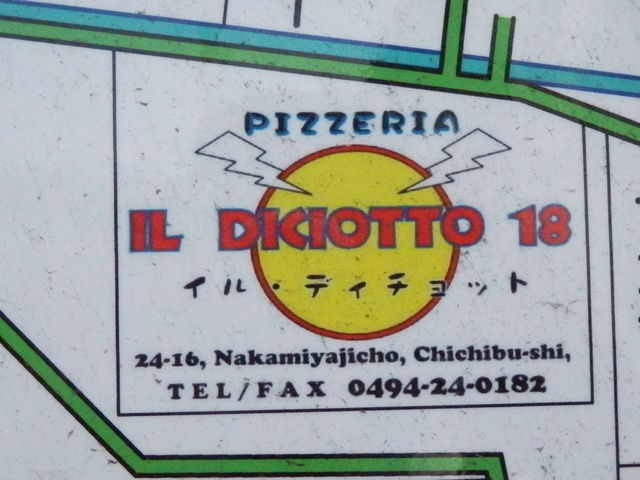 PIZZERIA
IL DICIOTTO 18
イル・ディチョット
24-16, Nakamiyajicho, Chichibu-shi,
TEL/FAX 0494-24-0182